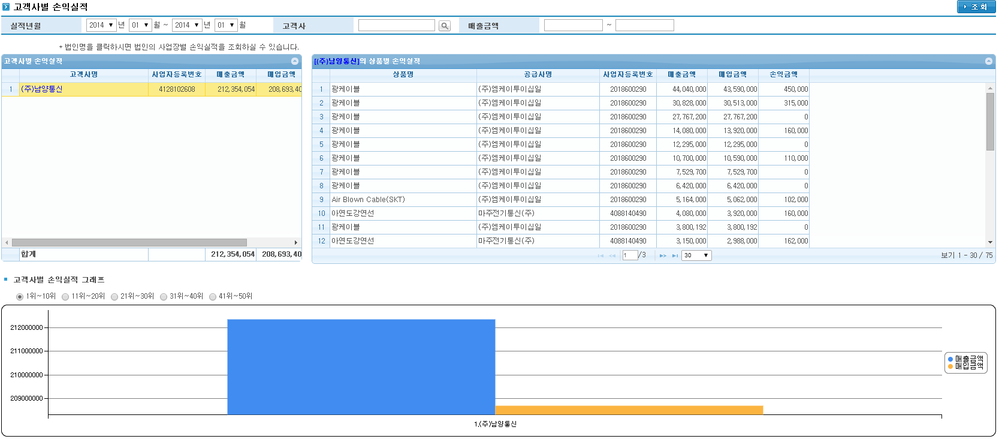 고객사별 손익실적
조회
실적년월 2014 년 01 월 ~ 2014 년 01 월 고객사 매출금액 ~
* 법인명을 클릭하시면 법인의 사업장별 손익실적을 조회하실 수 있습니다.
고객사별 손익실적
고객사명 사업자등록번호 매출금액 매입금액
1 (주)남양통신 4128102608 212,354,054 208,693,40
합계 212,354,054 208,693,40
[(주)남양통신]의 상품별 손익실적
상품명 공급사명 사업자등록번호 매출금액 매입금액 손익금액
1 광케이블 (주)엠케이투이십일 2018600290 44,040,000 43,590,000 450,000
2 광케이블 (주)엠케이투이십일 2018600290 30,828,000 30,513,000 315,000
3 광케이블 (주)엠케이투이십일 2018600290 27,767,200 27,767,200 0
4 광케이블 (주)엠케이투이십일 2018600290 14,080,000 13,920,000 160,000
5 광케이블 (주)엠케이투이십일 2018600290 12,295,000 12,295,000 0
6 광케이블 (주)엠케이투이십일 2018600290 10,700,000 10,590,000 110,000
7 광케이블 (주)엠케이투이십일 2018600290 7,529,700 7,529,700 0
8 광케이블 (주)엠케이투이십일 2018600290 6,420,000 6,420,000 0
9 Air Blown Cable(SKT) (주)엠케이투이십일 2018600290 5,164,000 5,062,000 102,000
10 아연도강연선 마주전기통신(주) 4088140490 4,080,000 3,920,000 160,000
11 광케이블 (주)엠케이투이십일 2018600290 3,800,192 3,800,192 0
12 아연도강연선 마주전기통신(주) 4088140490 3,150,000 2,988,000 162,000
1 /3 30 보기 1 - 30 / 75
고객사별 손익실적 그래프
1위~10위 11위~20위 21위~30위 31위~40위 41위~50위
212000000
211000000
210000000
209000000
매출금액
매입금액
1.(주)남양통신